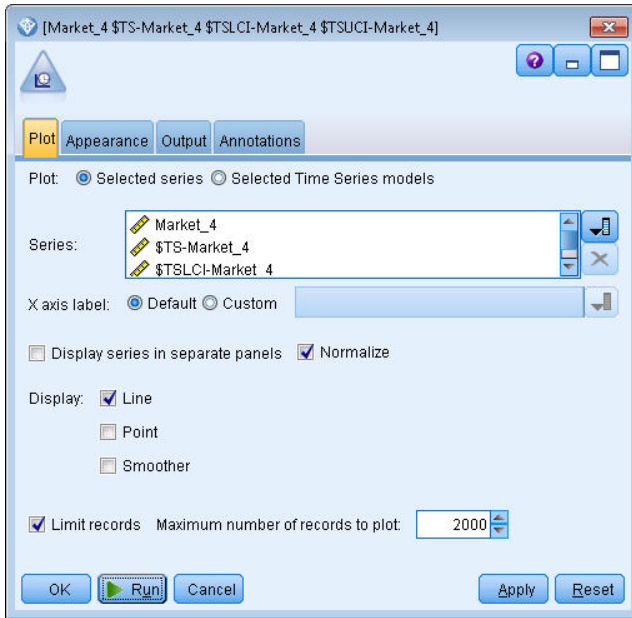 [Market_4 $TS-Market_4 $TSLCI-Market_4 $TSUCI-Market_4]
Plot Appearance Output Annotations
Plot: Selected series Selected Time Series models
Series:
Market_4
$TS-Market_4
$TSLCI-Market_4
X axis label: Default Custom
Display series in separate panels Normalize
Display: Line
Point
Smoother
Limit records Maximum number of records to plot: 2000
OK Run Cancel Apply Reset